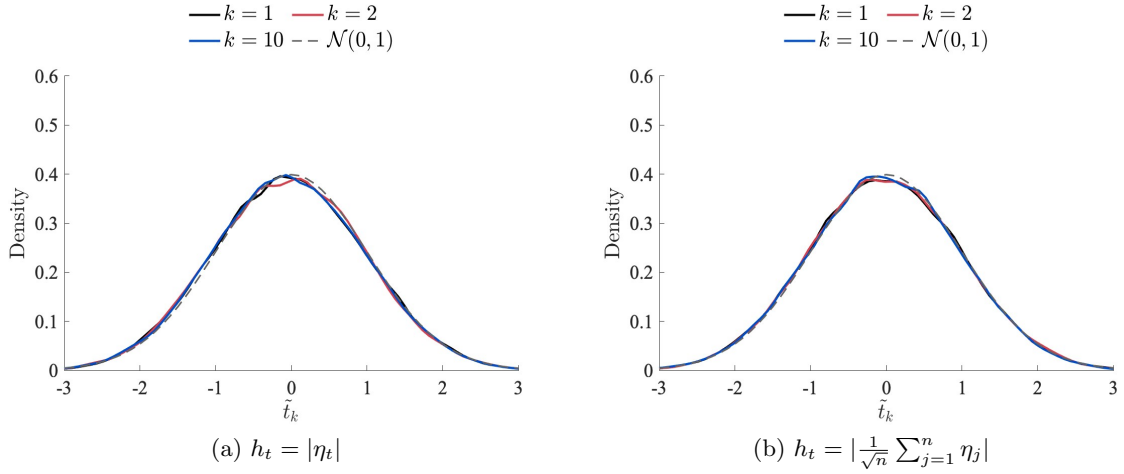 k = 1 k = 2
k = 10 N(0, 1)
0.6
0.5
0.4
0.3
0.2
0.1
0
Density
-3 -2 -1 0 1 2 3
t̃_k
(a) h_t = |η_t|
k = 1 k = 2
k = 10 N(0, 1)
0.6
0.5
0.4
0.3
0.2
0.1
0
Density
-3 -2 -1 0 1 2 3
t̃_k
(b) h_t = |1/√n ∑_{j=1}^n η_j|